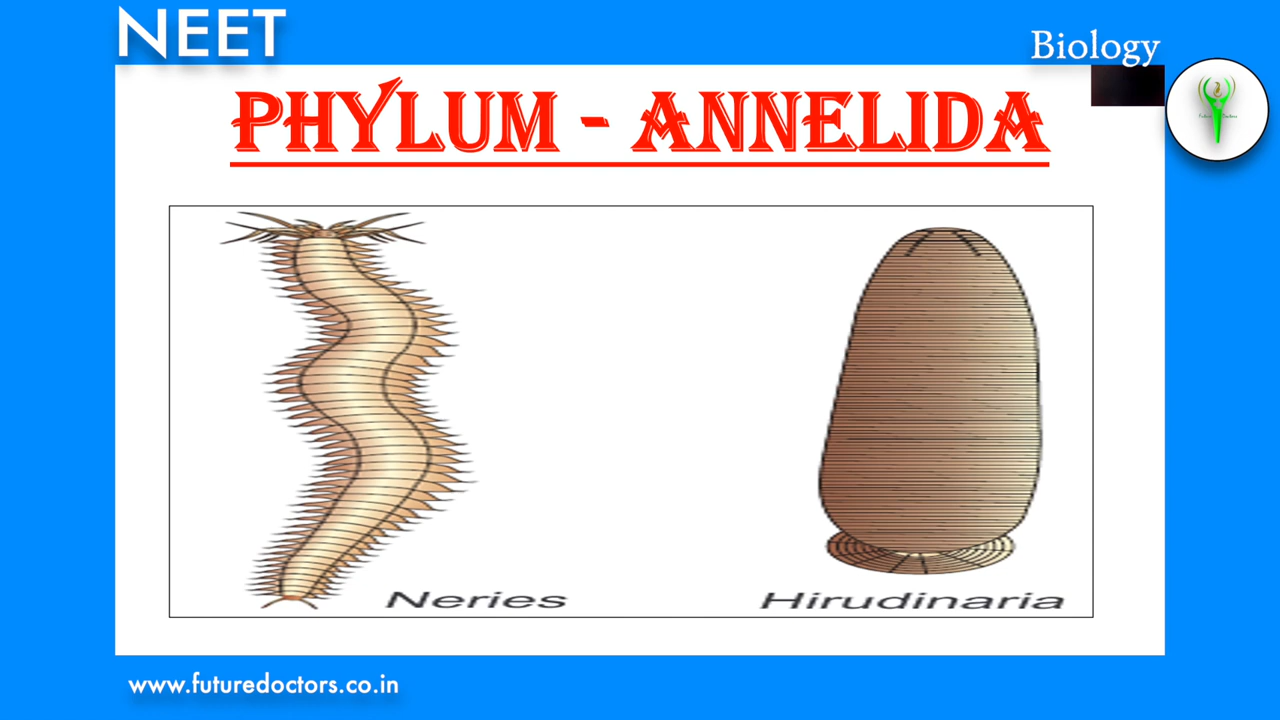 NEET
Biology
PHYLUM - ANNELIDA
Neries
Hirudinaria
www.futuredoctors.co.in